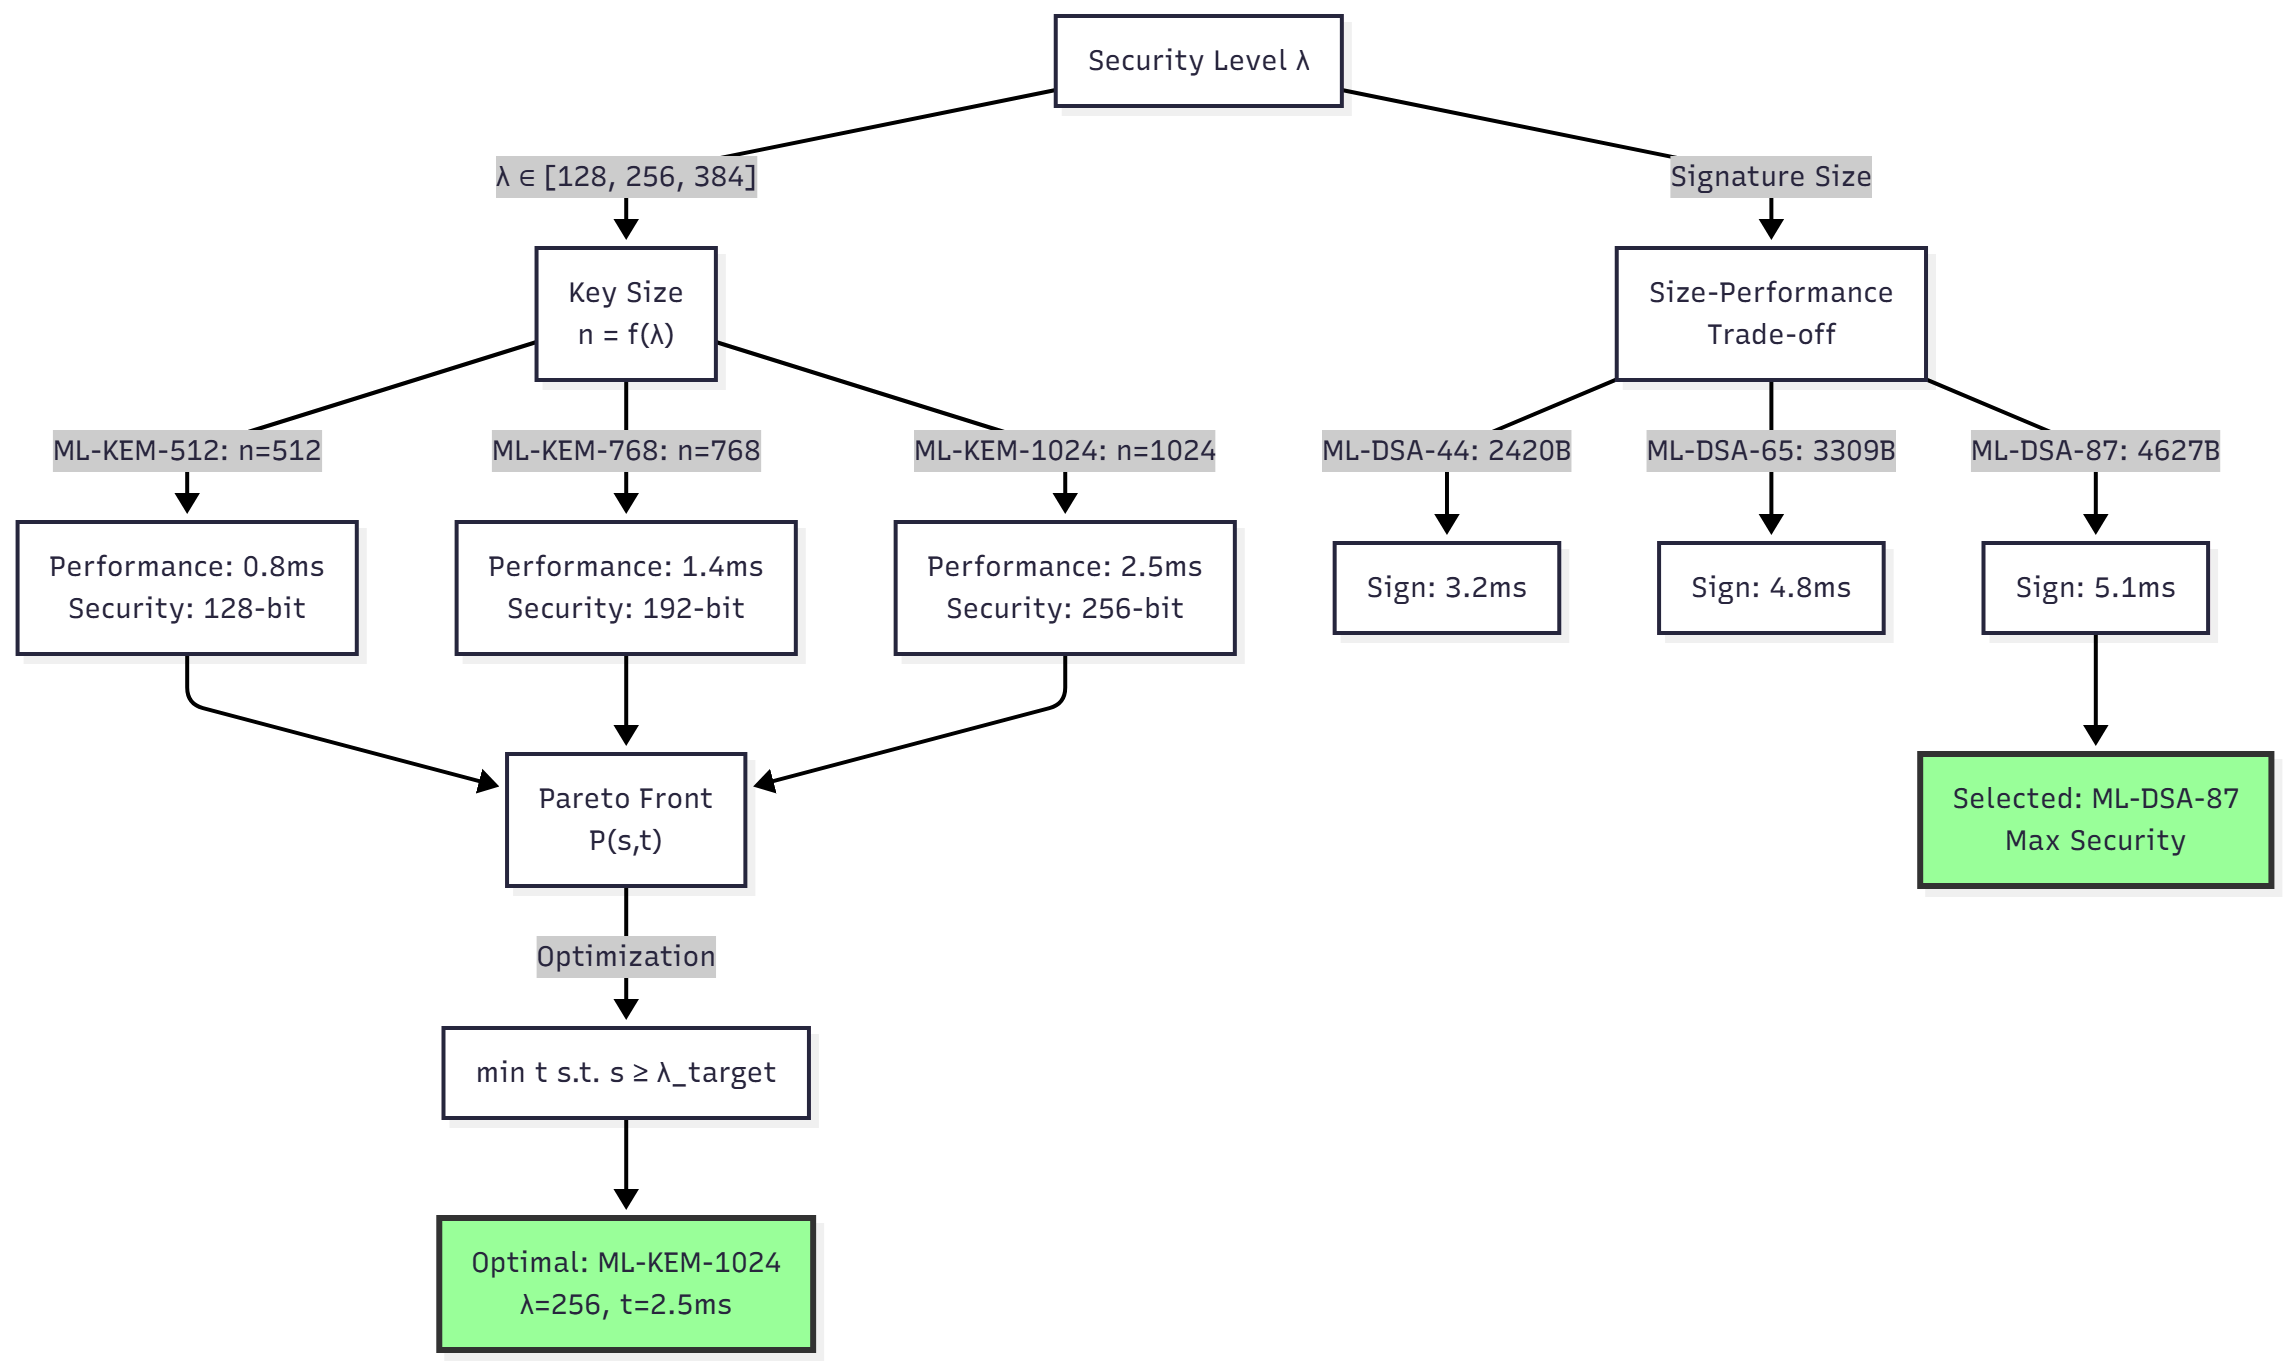 Security Level λ
λ ∈ [128, 256, 384]
Signature Size
Key Size
n = f(λ)
Size-Performance
Trade-off
ML-KEM-512: n=512
ML-KEM-768: n=768
ML-KEM-1024: n=1024
ML-DSA-44: 2420B
ML-DSA-65: 3309B
ML-DSA-87: 4627B
Performance: 0.8ms
Security: 128-bit
Performance: 1.4ms
Security: 192-bit
Performance: 2.5ms
Security: 256-bit
Sign: 3.2ms
Sign: 4.8ms
Sign: 5.1ms
Pareto Front
P(s,t)
Selected: ML-DSA-87
Max Security
Optimization
min t s.t. s ≥ λ_target
Optimal: ML-KEM-1024
λ=256, t=2.5ms